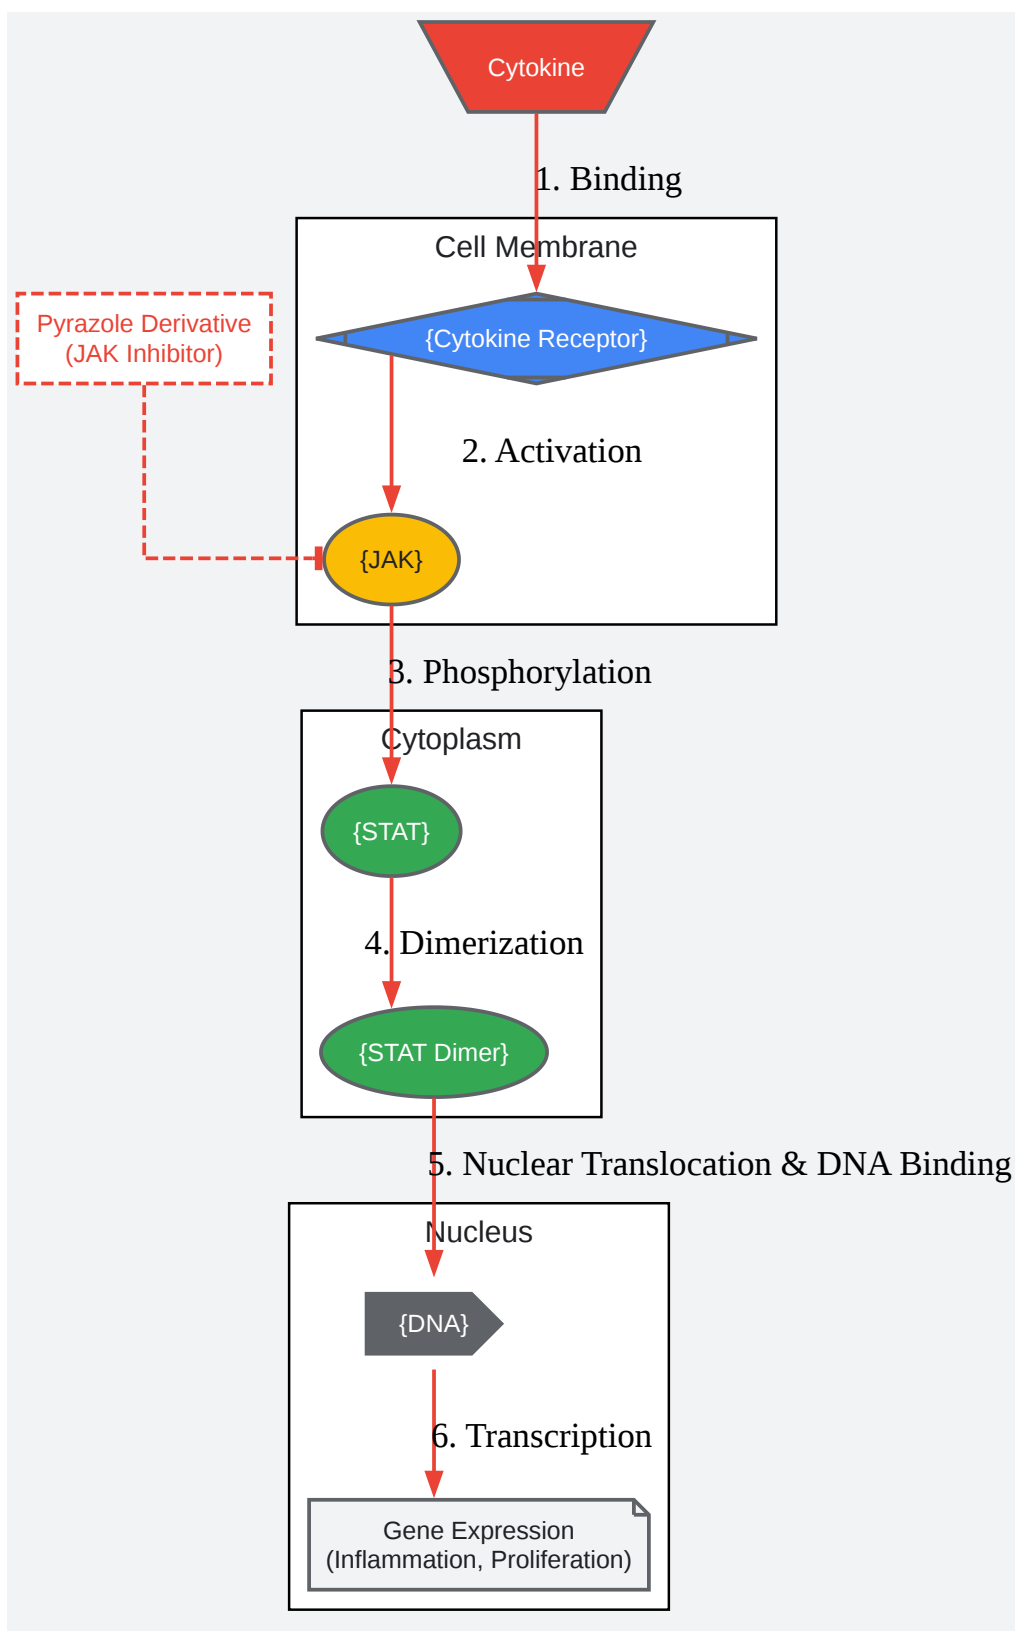 Cytokine
1. Binding
Cell Membrane
Pyrazole Derivative
(JAK Inhibitor)
{Cytokine Receptor}
2. Activation
{JAK}
3. Phosphorylation
Cytoplasm
{STAT}
4. Dimerization
{STAT Dimer}
5. Nuclear Translocation & DNA Binding
Nucleus
{DNA}
6. Transcription
Gene Expression
(Inflammation, Proliferation)